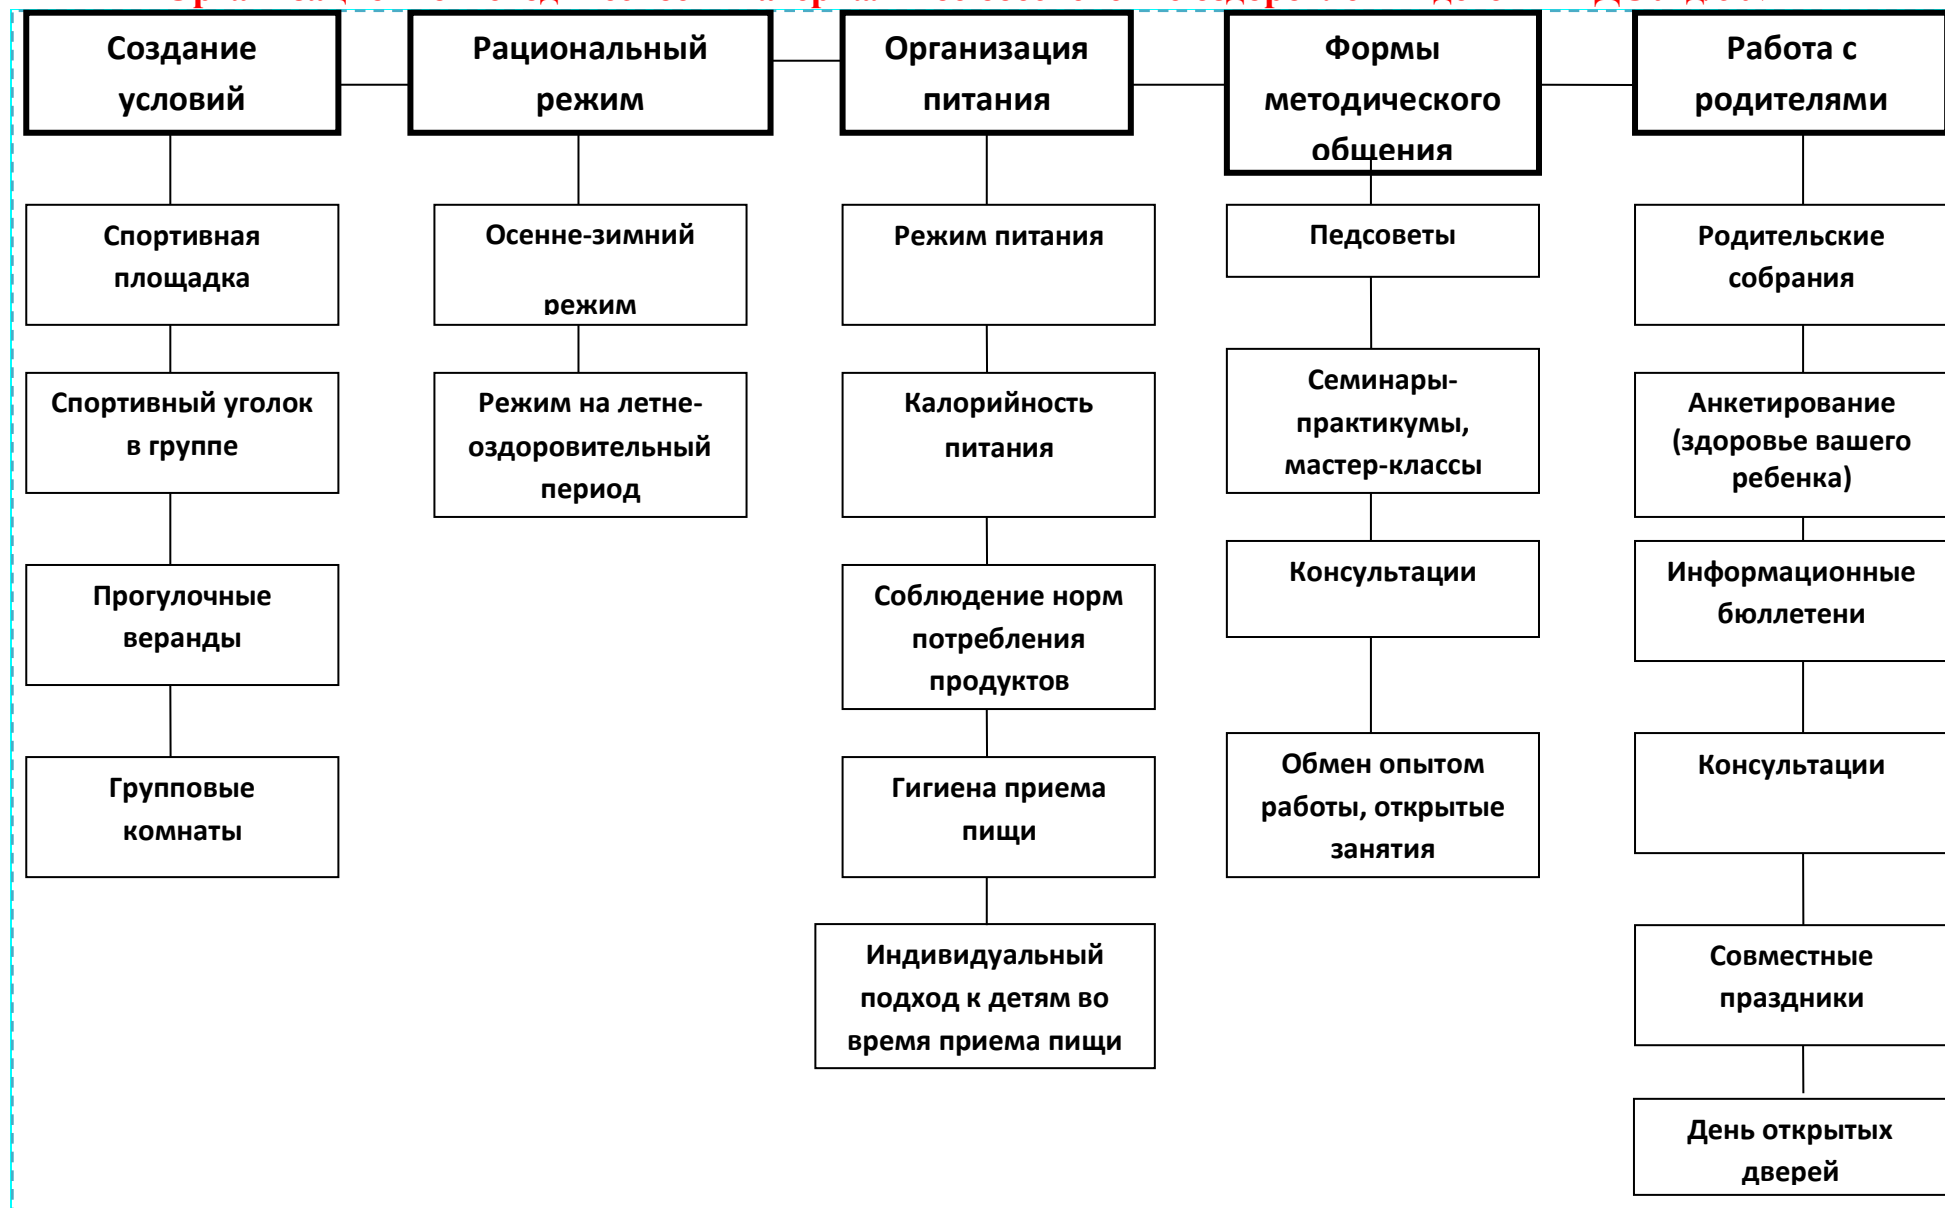 Создание
условий
Рациональный
режим
Организация
питания
Формы
методического
общения
Работа с
родителями
Спортивная
площадка
Спортивный уголок
в группе
Прогулочные
веранды
Групповые
комнаты
Осенне-зимний
режим
Режим на летне-
оздоровительный
период
Режим питания
Калорийность
питания
Соблюдение норм
потребления
продуктов
Гигиена приема
пищи
Индивидуальный
подход к детям во
время приема пищи
Педсоветы
Семинары-
практикумы,
мастер-классы
Консультации
Обмен опытом
работы, открытые
занятия
Родительские
собрания
Анкетирование
(здоровье вашего
ребенка)
Информационные
бюллетени
Консультации
Совместные
праздники
День открытых
дверей